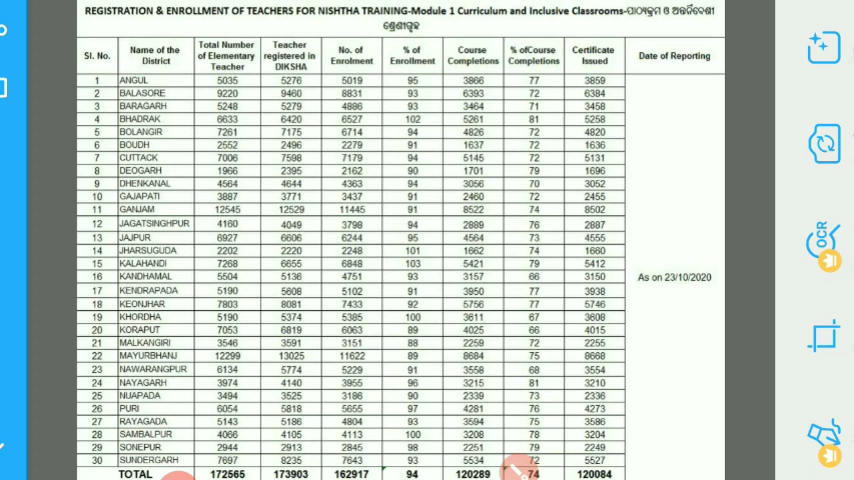 REGISTRATION & ENROLLMENT OF TEACHERS FOR NISHTHA TRAINING-Module 1 Curriculum and Inclusive Classrooms-ପାଠ୍ୟକ୍ରମ ଓ ଅନ୍ତର୍ନିବେଶୀ
ଶ୍ରେଣୀଗୃହ
Sl. No. Name of the District Total Number of Elementary Teacher Teacher registered in DIKSHA No. of Enrolment % of Enrollment Course Completions % ofCourse Completions Certificate Issued Date of Reporting
1 ANGUL 5035 5276 5019 95 3866 77 3859
2 BALASORE 9220 9460 8831 93 6393 72 6384
3 BARAGARH 5248 5279 4886 93 3464 71 3458
4 BHADRAK 6633 6420 6527 102 5261 81 5258
5 BOLANGIR 7261 7175 6714 94 4826 72 4820
6 BOUDH 2552 2496 2279 91 1637 72 1636
7 CUTTACK 7006 7598 7179 94 5145 72 5131
8 DEOGARH 1966 2395 2162 90 1701 79 1696
9 DHENKANAL 4564 4644 4363 94 3056 70 3052
10 GAJAPATI 3887 3771 3437 91 2460 72 2455
11 GANJAM 12545 12529 11445 91 8522 74 8502
12 JAGATSINGHPUR 4160 4049 3798 94 2889 76 2887
13 JAJPUR 6927 6606 6244 95 4564 73 4555
14 JHARSUGUDA 2202 2220 2248 101 1662 74 1660
15 KALAHANDI 7268 6655 6848 103 5421 79 5412
16 KANDHAMAL 5504 5136 4751 93 3157 66 3150
17 KENDRAPADA 5190 5608 5102 91 3950 77 3938
As on 23/10/2020
18 KEONJHAR 7803 8081 7433 92 5756 77 5746
19 KHORDHA 5190 5374 5385 100 3611 67 3608
20 KORAPUT 7053 6819 6063 89 4025 66 4015
21 MALKANGIRI 3546 3591 3151 88 2259 72 2255
22 MAYURBHANJ 12299 13025 11622 89 8684 75 8668
23 NAWARANGPUR 6134 5774 5229 91 3558 68 3554
24 NAYAGARH 3974 4140 3955 96 3215 81 3210
25 NUAPADA 3494 3525 3186 90 2339 73 2336
26 PURI 6054 5818 5655 97 4281 76 4273
27 RAYAGADA 5143 5186 4804 93 3594 75 3586
28 SAMBALPUR 4066 4105 4113 100 3208 78 3204
29 SONEPUR 2944 2913 2845 98 2251 79 2249
30 SUNDERGARH 7697 8235 7643 93 5534 72 5527
TOTAL 172565 173903 162917 94 120289 74 120084
OCR